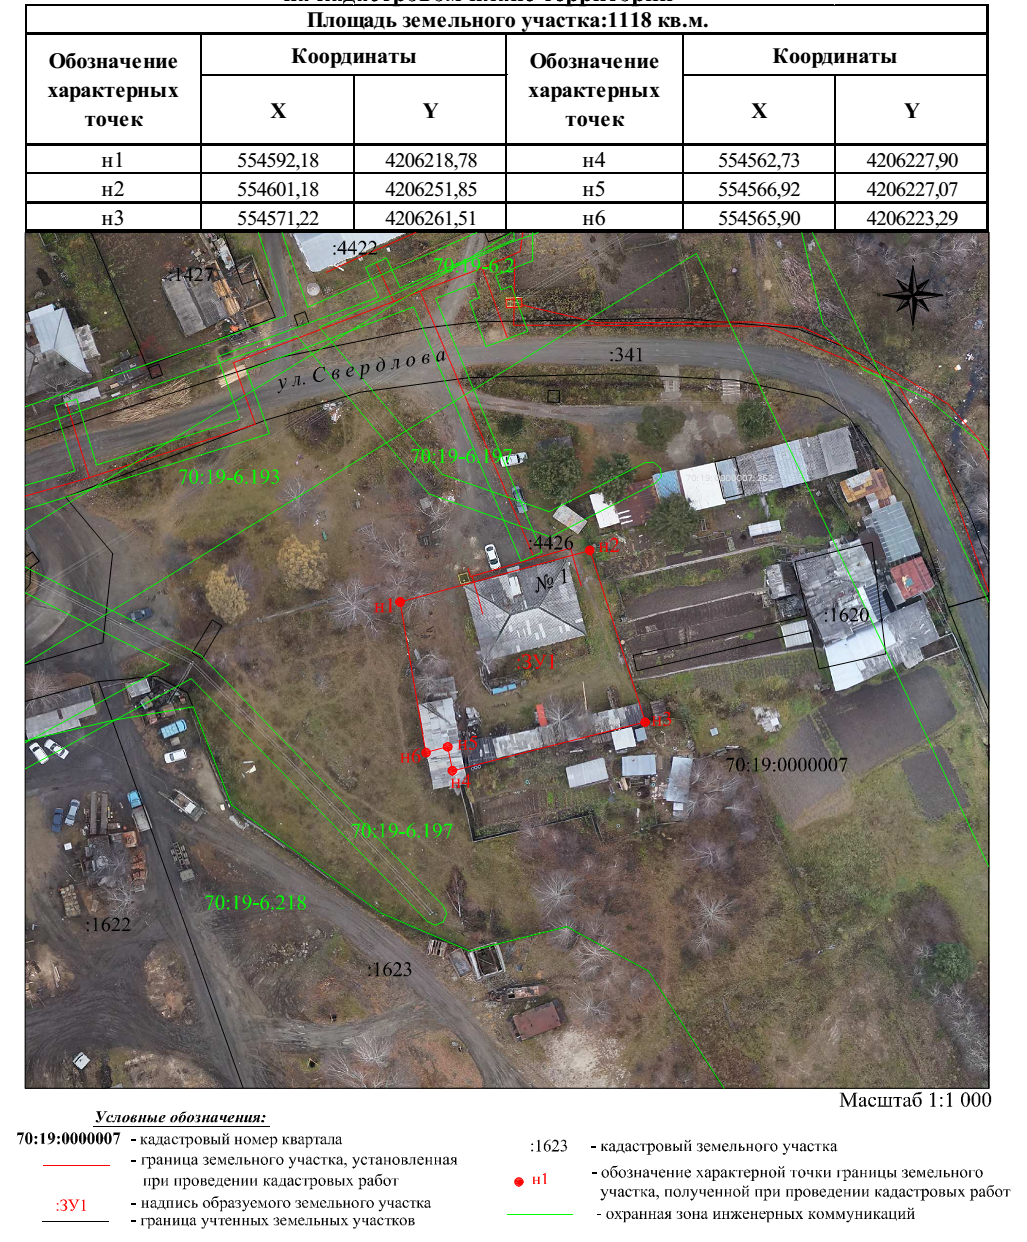 Площадь земельного участка:1118 кв.м.
Обозначение характерных точек Координаты Обозначение характерных точек Координаты
X Y X Y
н1 554592,18 4206218,78 н4 554562,73 4206227,90
н2 554601,18 4206251,85 н5 554566,92 4206227,07
н3 554571,22 4206261,51 н6 554565,90 4206223,29
:4422
70:19-6.2
:1427
ул. Свердлова
:341
70:19-6.193
70:19-6.197
70:19:0000007:262
:4426
н2
№ 1
н1
:1620
:ЗУ1
н3
н5
н6
н4
70:19:0000007
70:19-6.197
70:19-6.218
:1622
:1623
Масштаб 1:1 000
Условные обозначения:
70:19:0000007 - кадастровый номер квартала
- граница земельного участка, установленная
при проведении кадастровых работ
:ЗУ1 - надпись образуемого земельного участка
- граница учтенных земельных участков
:1623 - кадастровый земельного участка
н1 - обозначение характерной точки границы земельного
участка, полученной при проведении кадастровых работ
- охранная зона инженерных коммуникаций